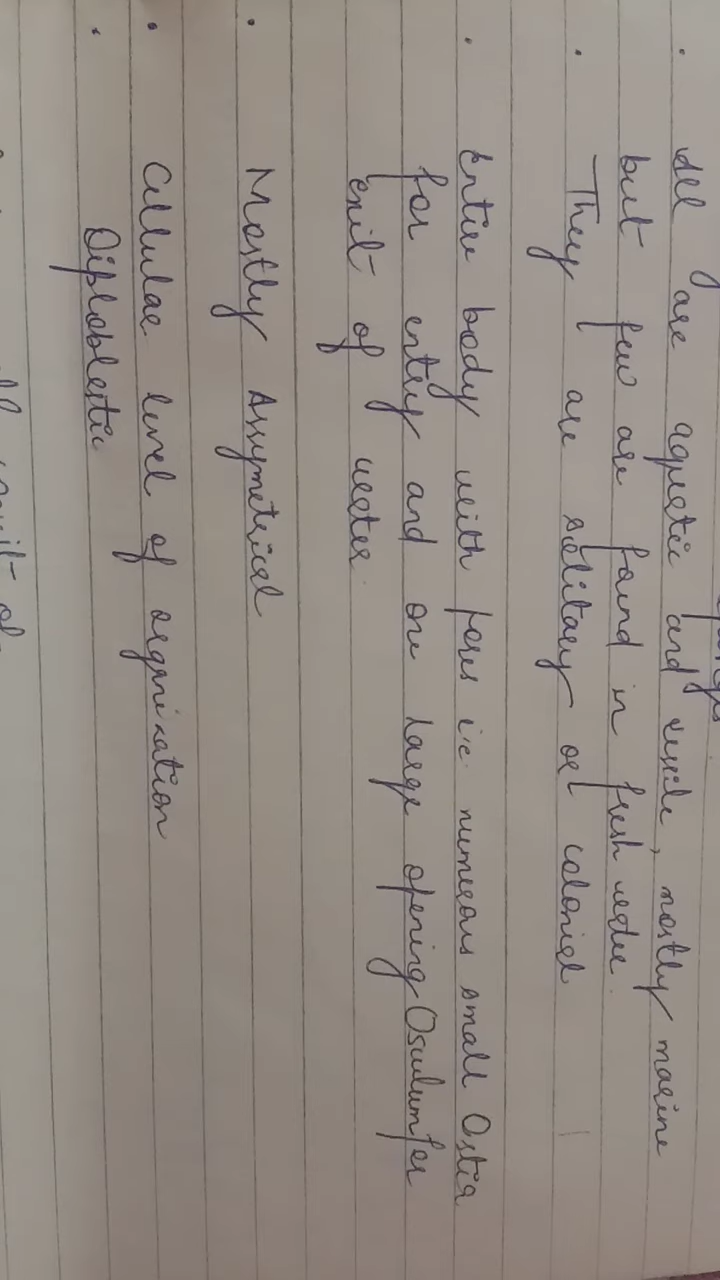 • All are aquatic and sessile, mostly marine
but few are found in fresh water.
• They are solitary or colonial
• Entire body with pores i.e. numerous small Ostia
for entry and one large opening Osculum for
exit of water.
• Mostly Assymetrical
• Cellular level of organization
• Diploblastic